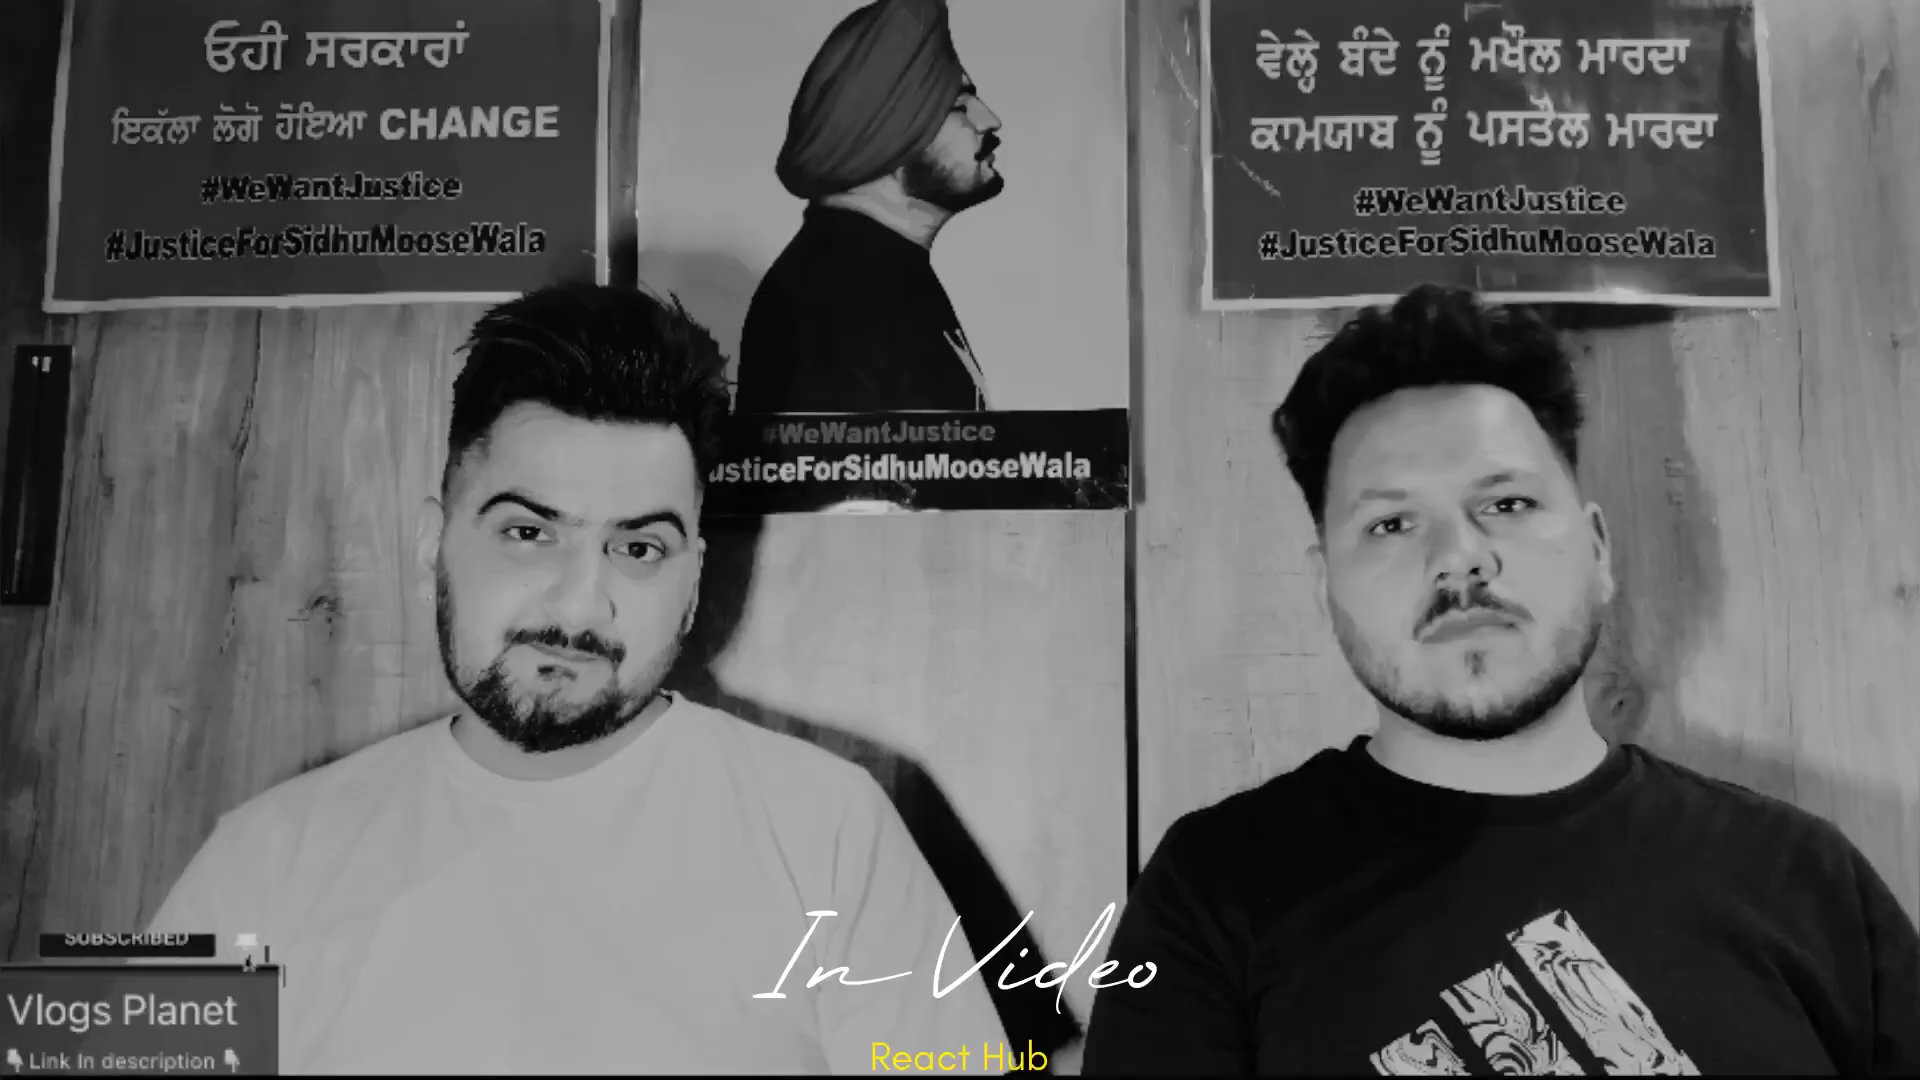 ਓਹੀ ਸਰਕਾਰਾਂ
ਇਕੱਲਾ ਲੋਗੋ ਹੋਇਆ CHANGE
#WeWantJustice
#JusticeForSidhuMooseWala
#WeWantJustice
usticeForSidhuMooseWala
ਵੇਲ੍ਹੇ ਬੰਦੇ ਨੂੰ ਮਖੌਲ ਮਾਰਦਾ
ਕਾਮਯਾਬ ਨੂੰ ਪਸਤੌਲ ਮਾਰਦਾ
#WeWantJustice
#JusticeForSidhuMooseWala
SUBSCRIBED
Vlogs Planet
👇Link In description👇
In Video
React Hub